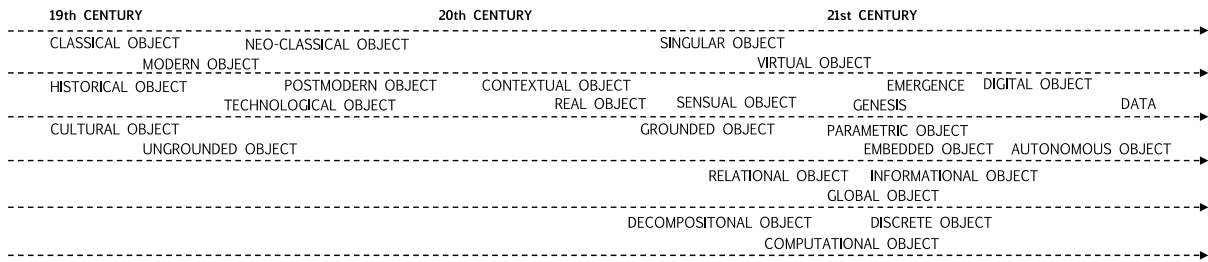 19th CENTURY 20th CENTURY 21st CENTURY
CLASSICAL OBJECT NEO-CLASSICAL OBJECT SINGULAR OBJECT
MODERN OBJECT VIRTUAL OBJECT
HISTORICAL OBJECT POSTMODERN OBJECT CONTEXTUAL OBJECT EMERGENCE DIGITAL OBJECT
TECHNOLOGICAL OBJECT REAL OBJECT SENSUAL OBJECT GENESIS DATA
CULTURAL OBJECT GROUNDED OBJECT PARAMETRIC OBJECT
UNGROUNDED OBJECT EMBEDDED OBJECT AUTONOMOUS OBJECT
RELATIONAL OBJECT INFORMATIONAL OBJECT
GLOBAL OBJECT
DECOMPOSITONAL OBJECT DISCRETE OBJECT
COMPUTATIONAL OBJECT